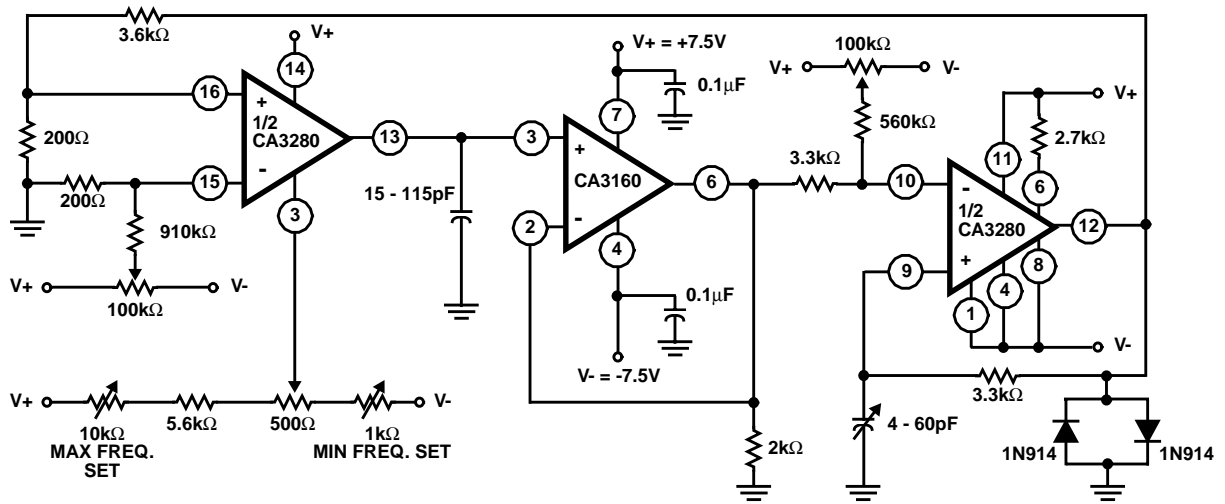 3.6kΩ
V+
14
16
+
1/2
CA3280
-
13
200Ω
200Ω
15
3
910kΩ
V+
V-
100kΩ
V+
10kΩ
MAX FREQ.
SET
5.6kΩ
500Ω
1kΩ
MIN FREQ. SET
V-
15 - 115pF
V+ = +7.5V
0.1μF
7
3
+
CA3160
-
6
2
4
0.1μF
V- = -7.5V
2kΩ
100kΩ
V+
V-
560kΩ
3.3kΩ
10
-
1/2
CA3280
+
9
11
V+
2.7kΩ
6
12
8
4
1
V-
3.3kΩ
4 - 60pF
1N914
1N914